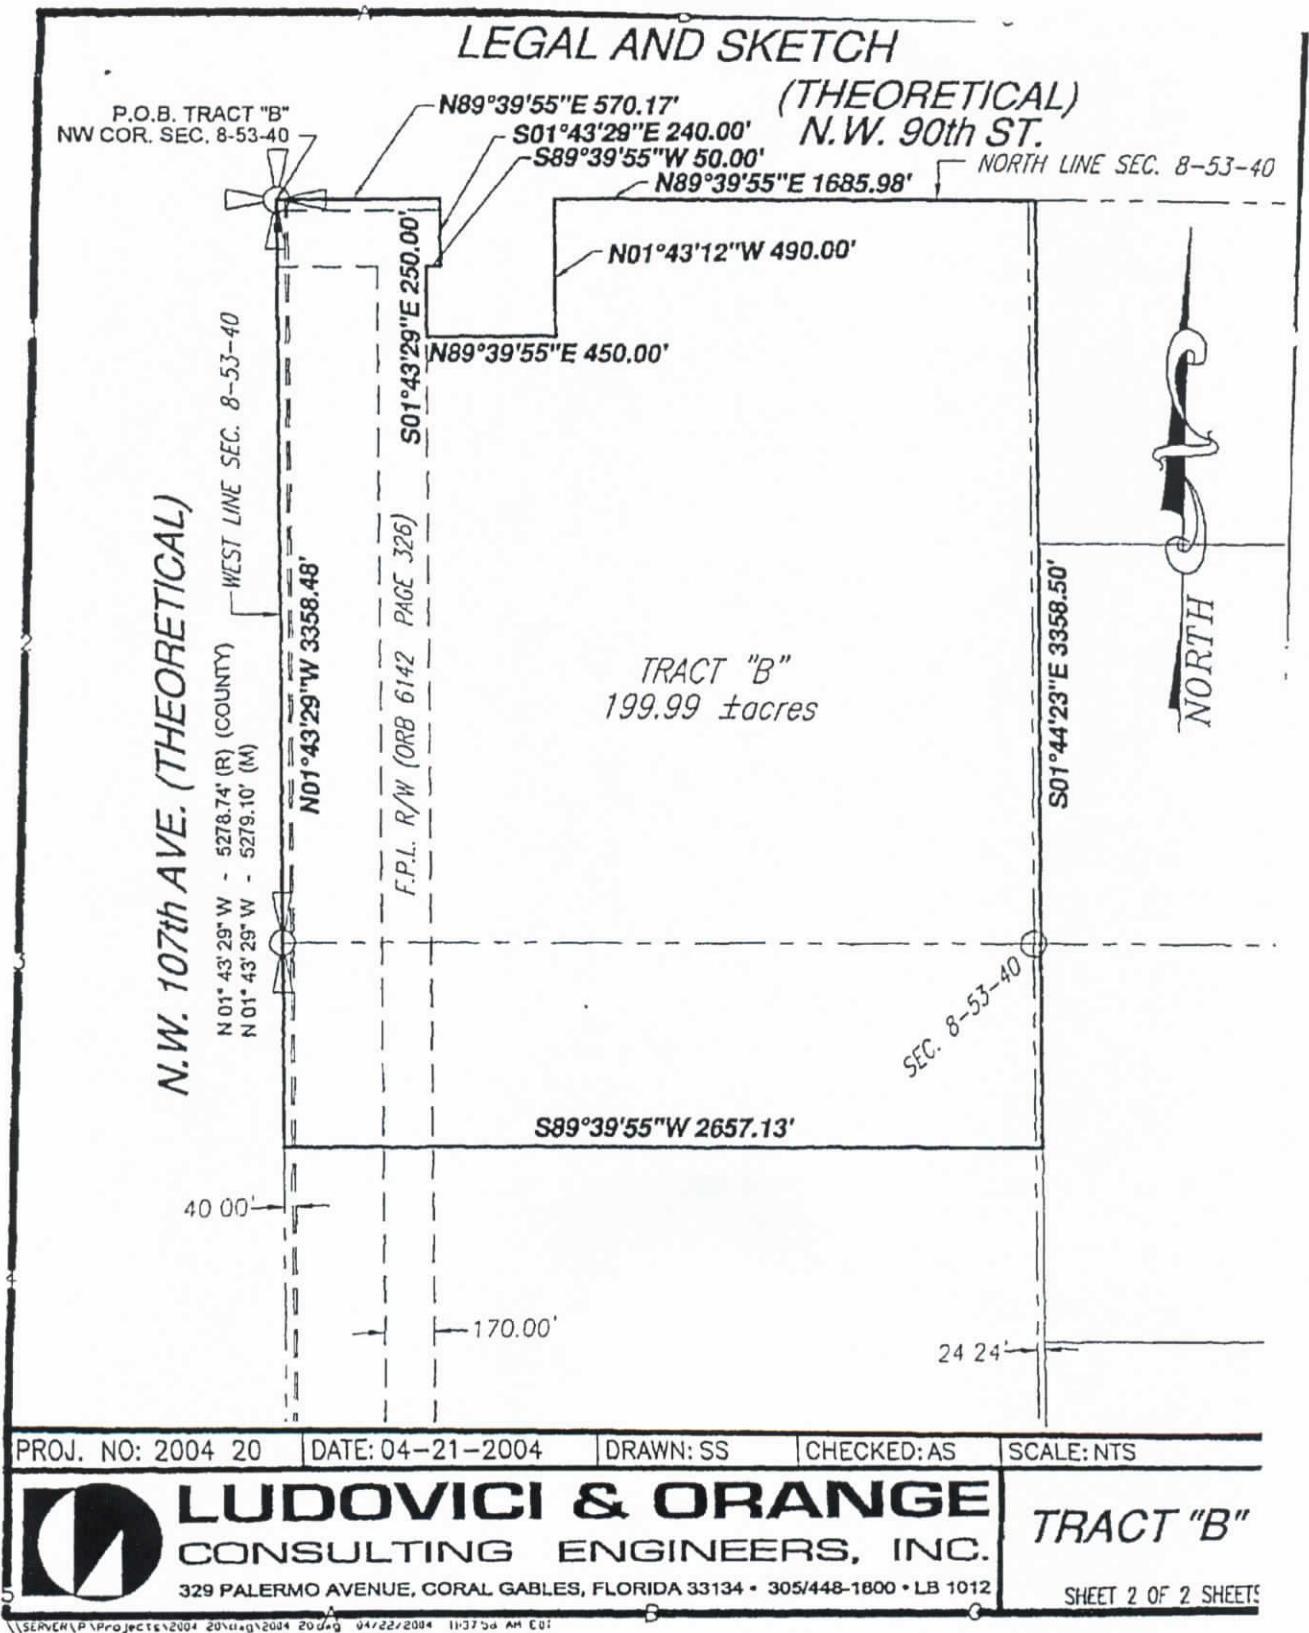 LEGAL AND SKETCH
(THEORETICAL)
N.W. 90th ST.
P.O.B. TRACT "B"
NW COR. SEC. 8-53-40
N89°39'55"E 570.17'
S01°43'29"E 240.00'
S89°39'55"W 50.00'
N89°39'55"E 1685.98'
NORTH LINE SEC. 8-53-40
N01°43'12"W 490.00'
S01°43'29"E 250.00'
N89°39'55"E 450.00'
WEST LINE SEC. 8-53-40
N.W. 107th AVE. (THEORETICAL)
N01°43'29"W - 5278.74' (R) (COUNTY)
N01°43'29"W - 5279.10' (M)
N01°43'29"W 3358.48'
F.P.L. R/W (ORB 6142 PAGE 326)
TRACT "B"
199.99 ±acres
S01°44'23"E 3358.50'
NORTH
SEC. 8-53-40
S89°39'55"W 2657.13'
40 00'
170.00'
24 24'
PROJ. NO: 2004 20
DATE: 04-21-2004
DRAWN: SS
CHECKED: AS
SCALE: NTS
LUDOVICI & ORANGE
CONSULTING ENGINEERS, INC.
329 PALERMO AVENUE, CORAL GABLES, FLORIDA 33134 • 305/448-1600 • LB 1012
TRACT "B"
SHEET 2 OF 2 SHEETS
04/22/2004